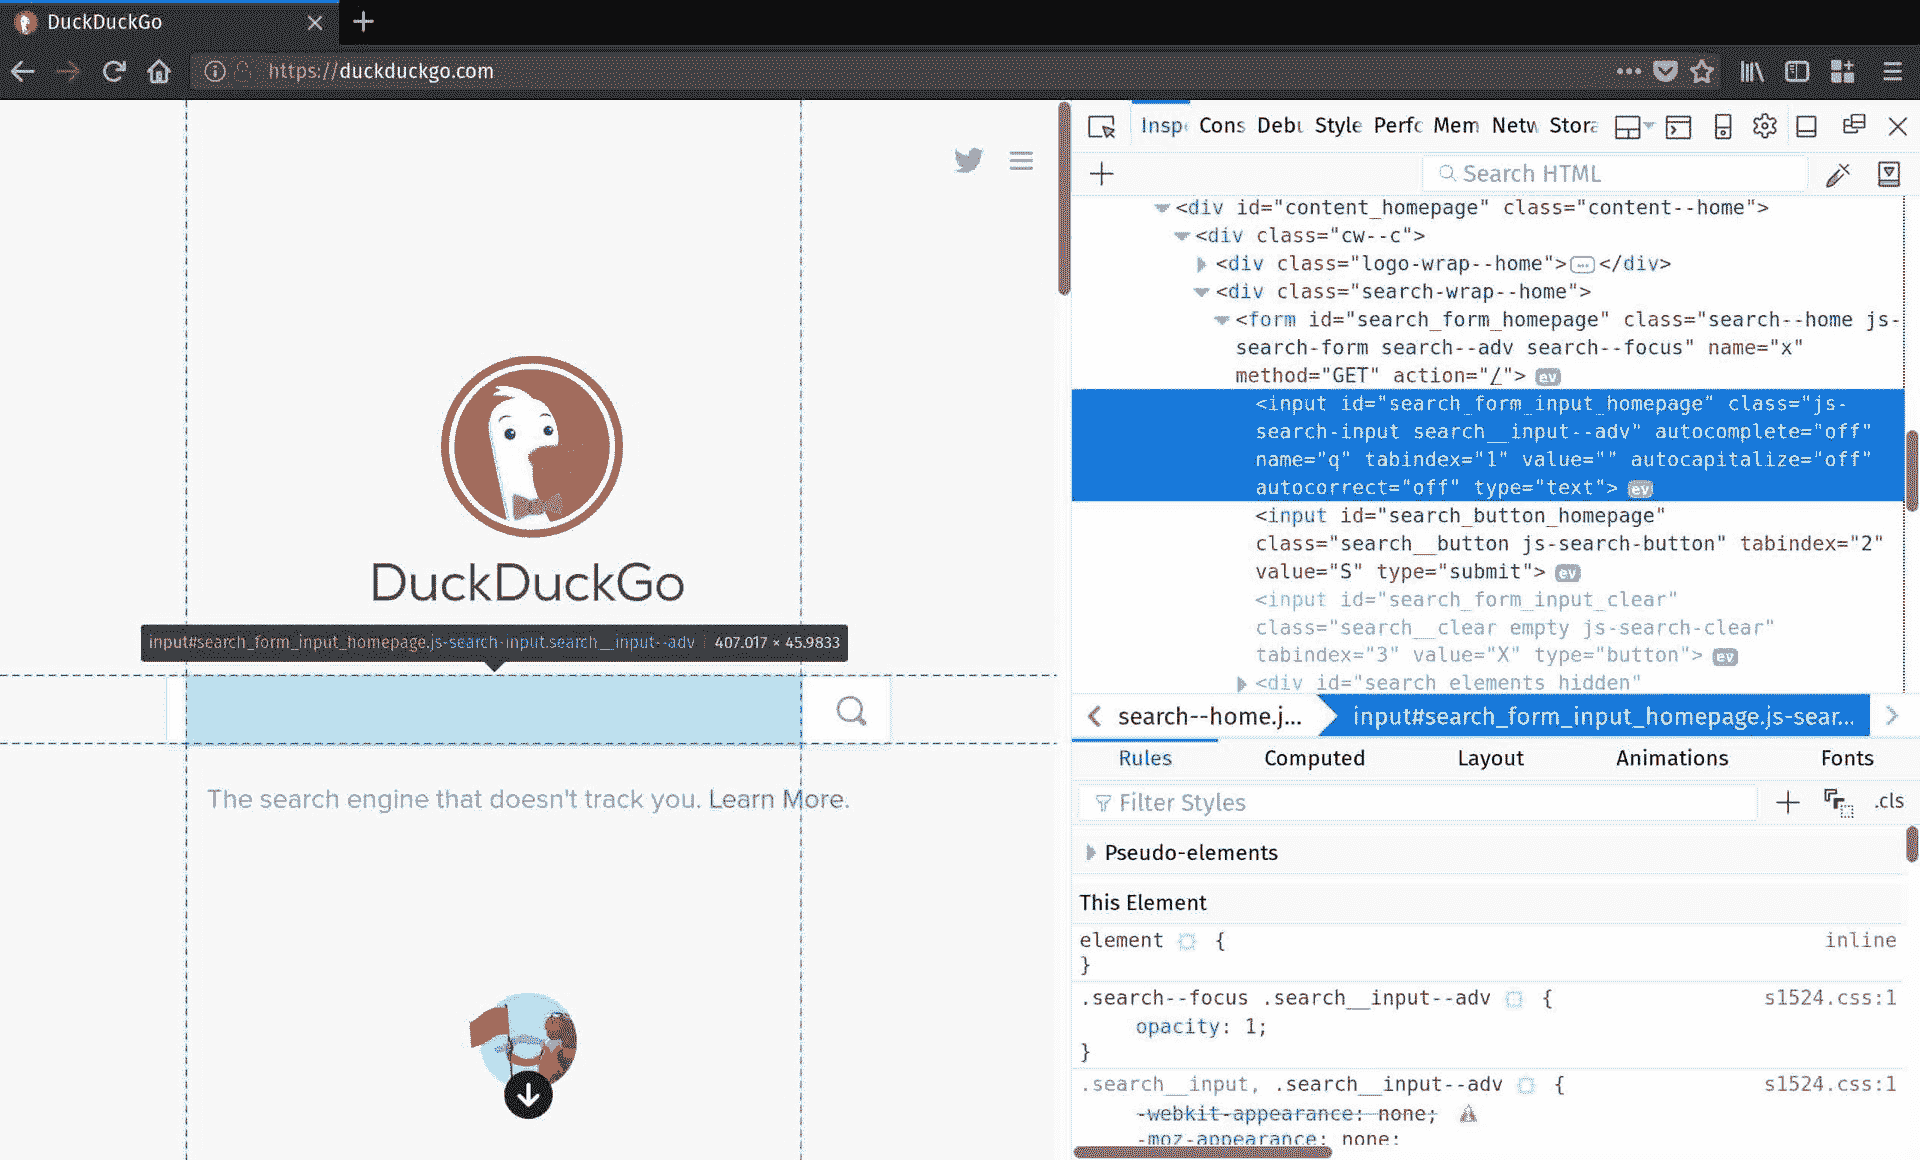 DuckDuckGo
https://duckduckgo.com
DuckDuckGo
input#search_form_input_homepage.js-search-input.search__input--adv | 407.017 × 45.9833
The search engine that doesn't track you. Learn More.
Insp Cons Debu Style Perfo Mem Netw Stora
Search HTML
<div id="content_homepage" class="content--home">
<div class="cw--c">
<div class="logo-wrap--home">…</div>
<div class="search-wrap--home">
<form id="search_form_homepage" class="search--home js-
search-form search--adv search--focus" name="x"
method="GET" action="/"> ev
<input id="search_form_input_homepage" class="js-
search-input search__input--adv" autocomplete="off"
name="q" tabindex="1" value="" autocapitalize="off"
autocorrect="off" type="text"> ev
<input id="search_button_homepage"
class="search__button js-search-button" tabindex="2"
value="S" type="submit"> ev
<input id="search_form_input_clear"
class="search__clear empty js-search-clear"
tabindex="3" value="X" type="button"> ev
<div id="search_elements_hidden"
search--home.j... input#search_form_input_homepage.js-sear...
Rules Computed Layout Animations Fonts
Filter Styles + .cls
Pseudo-elements
This Element
element { inline
}
.search--focus .search__input--adv { s1524.css:1
opacity: 1;
}
.search__input, .search__input--adv { s1524.css:1
-webkit-appearance: none;
-moz-appearance: none;